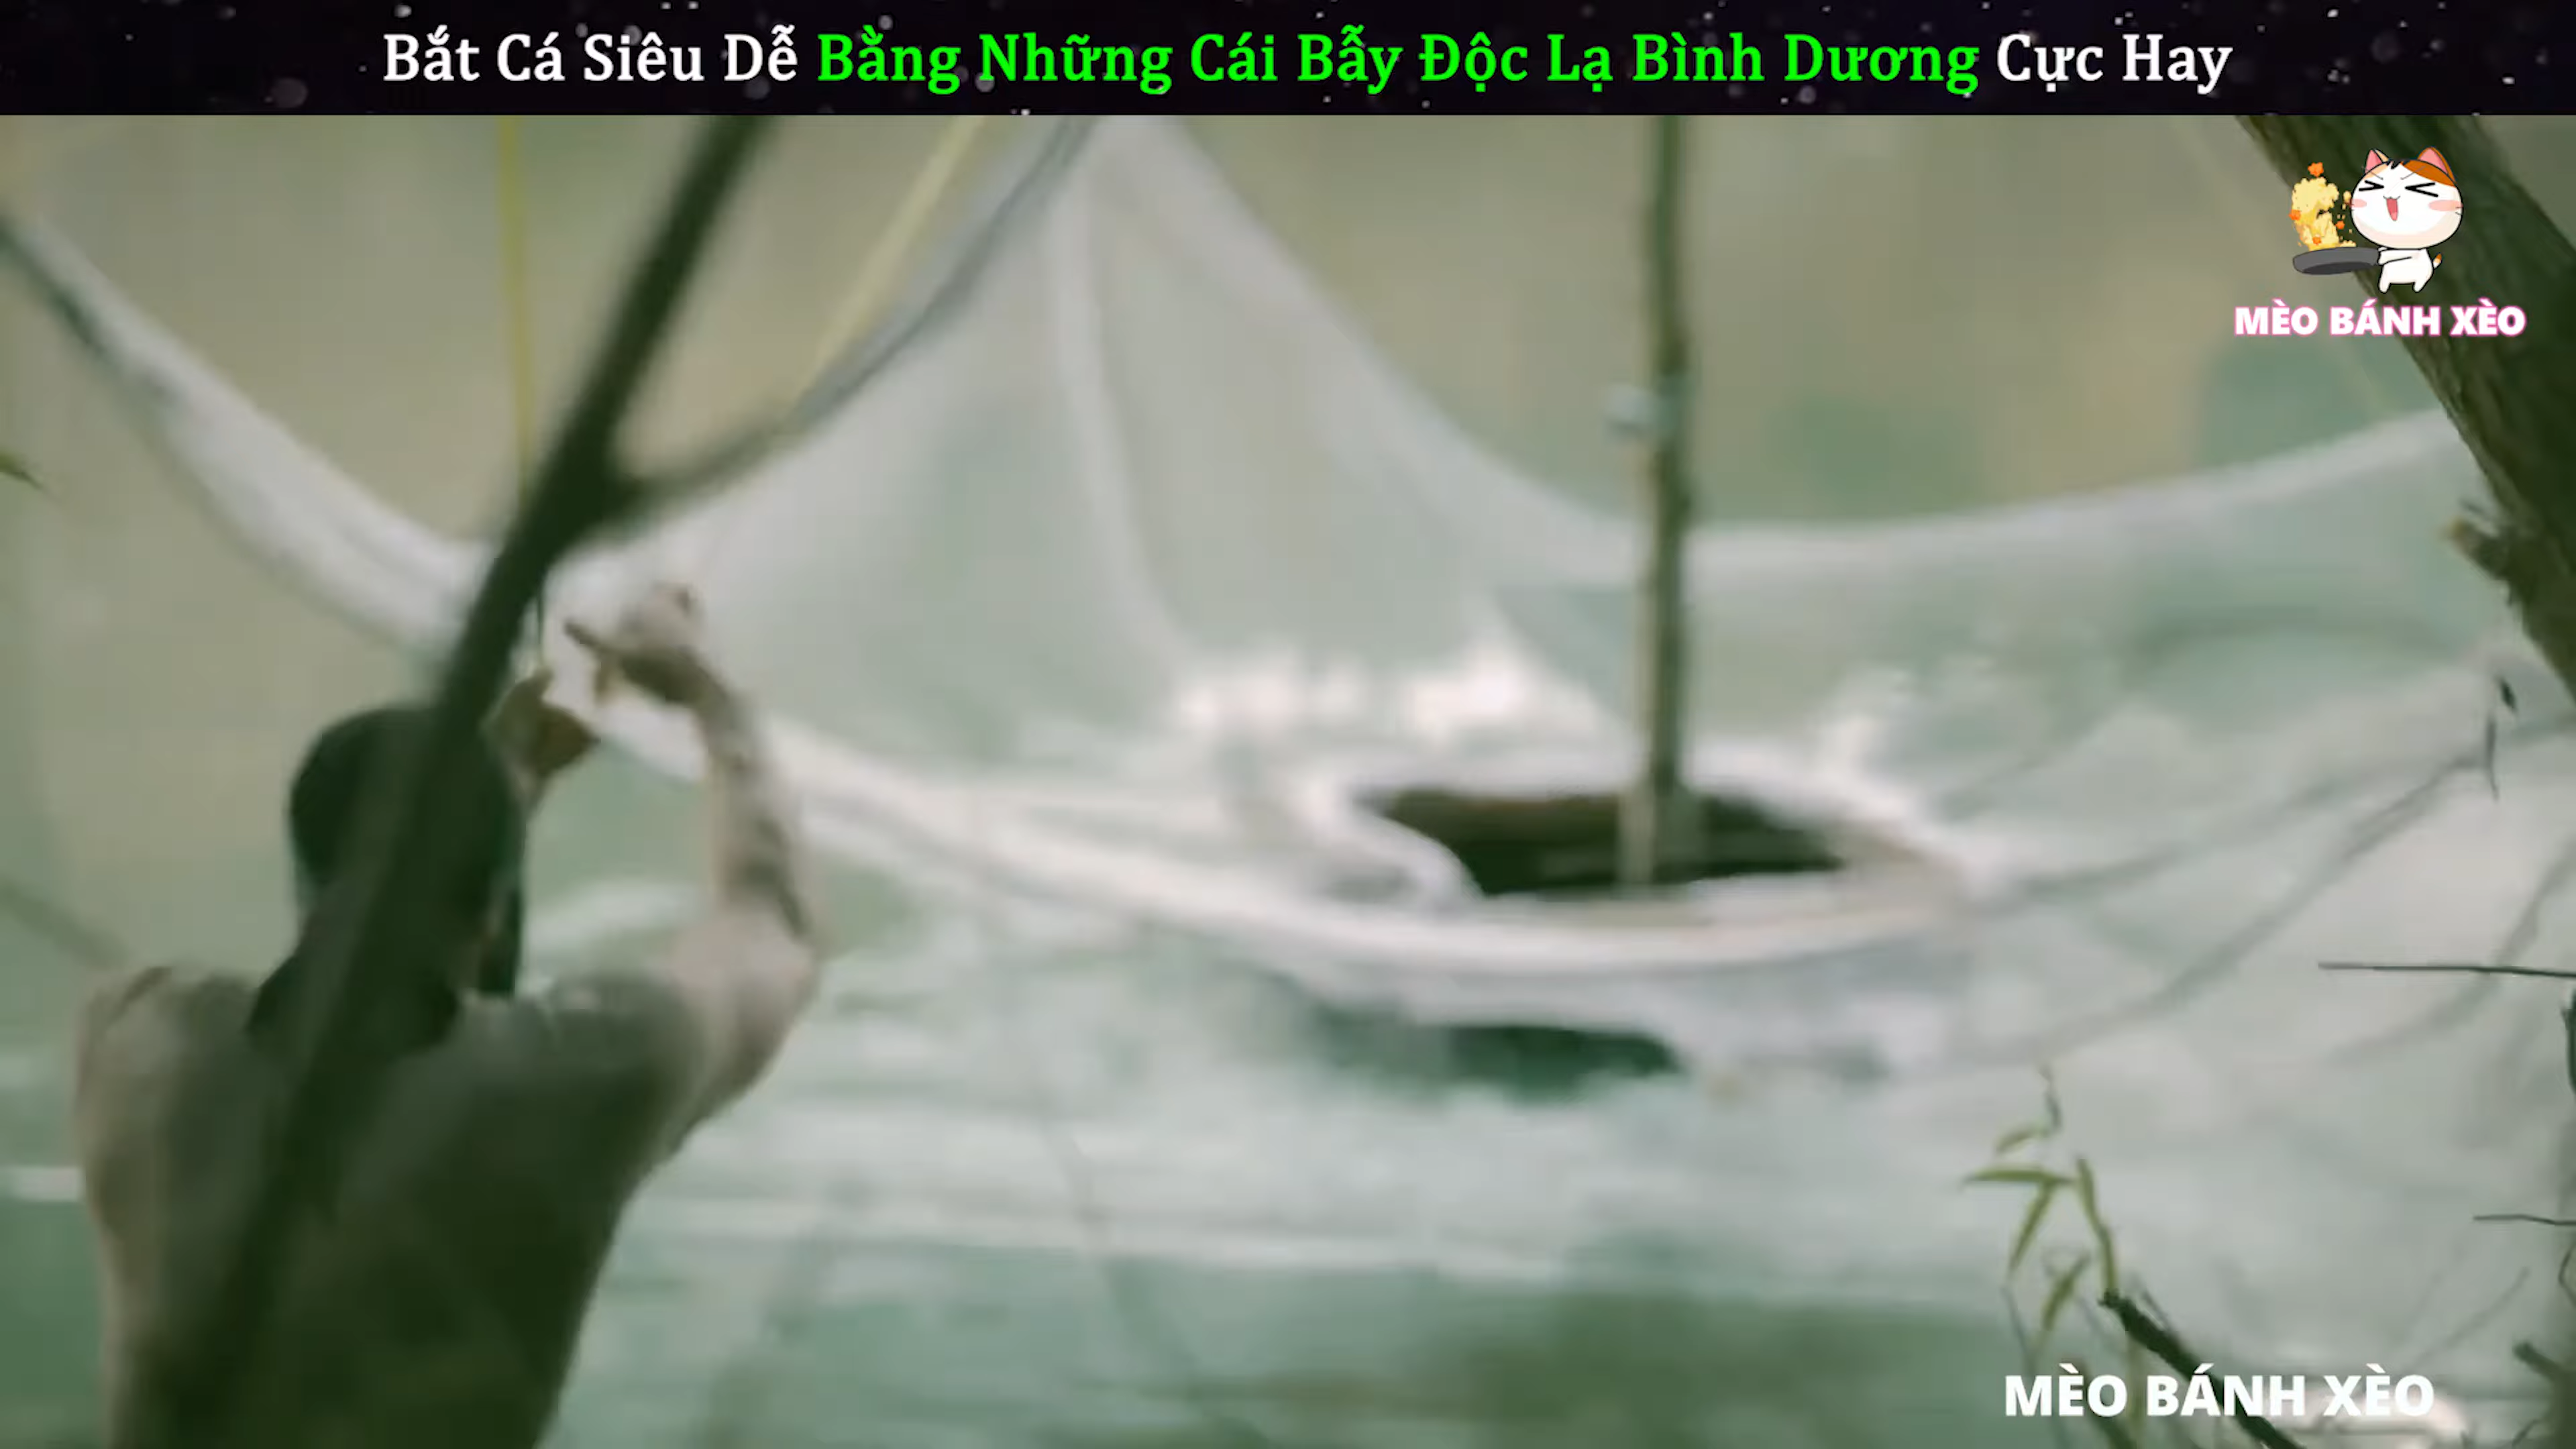 Bắt Cá Siêu Dễ Bằng Những Cái Bẫy Độc Lạ Bình Dương Cực Hay
MÈO BÁNH XÈO
MÈO BÁNH XÈO